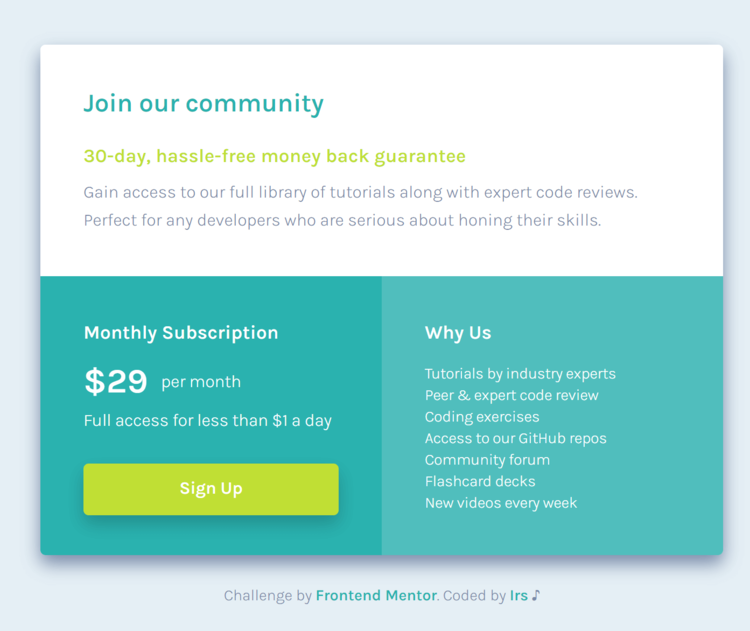 Join our community
30-day, hassle-free money back guarantee
Gain access to our full library of tutorials along with expert code reviews.
Perfect for any developers who are serious about honing their skills.
Monthly Subscription
$29 per month
Full access for less than $1 a day
Sign Up
Why Us
Tutorials by industry experts
Peer & expert code review
Coding exercises
Access to our GitHub repos
Community forum
Flashcard decks
New videos every week
Challenge by Frontend Mentor. Coded by Irs ♪